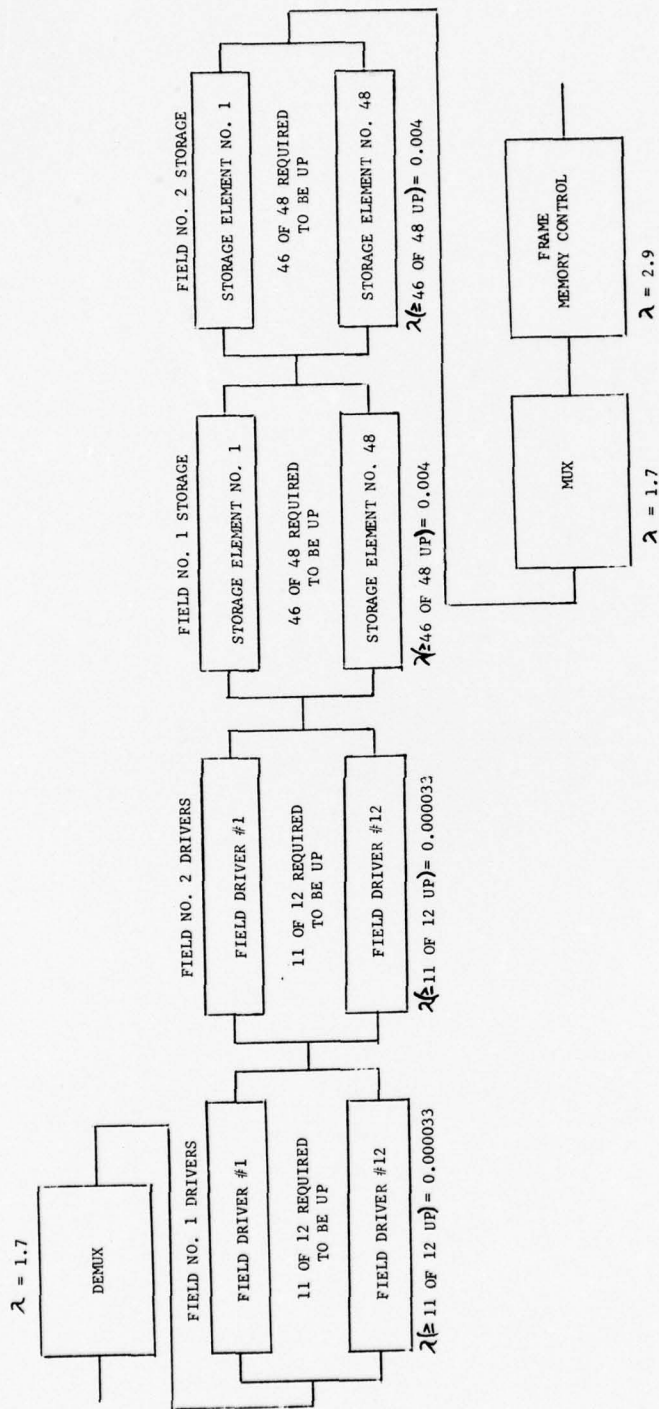 λ = 1.7
DEMUX
FIELD NO. 1 DRIVERS
FIELD DRIVER #1
11 OF 12 REQUIRED
TO BE UP
FIELD DRIVER #12
λ(≥11 OF 12 UP)= 0.000033
FIELD NO. 2 DRIVERS
FIELD DRIVER #1
11 OF 12 REQUIRED
TO BE UP
FIELD DRIVER #12
λ(≥11 OF 12 UP)= 0.000033
FIELD NO. 1 STORAGE
STORAGE ELEMENT NO. 1
46 OF 48 REQUIRED
TO BE UP
STORAGE ELEMENT NO. 48
λ(≥46 OF 48 UP)= 0.004
FIELD NO. 2 STORAGE
STORAGE ELEMENT NO. 1
46 OF 48 REQUIRED
TO BE UP
STORAGE ELEMENT NO. 48
λ(≥46 OF 48 UP)= 0.004
MUX
λ = 1.7
FRAME
MEMORY CONTROL
λ = 2.9